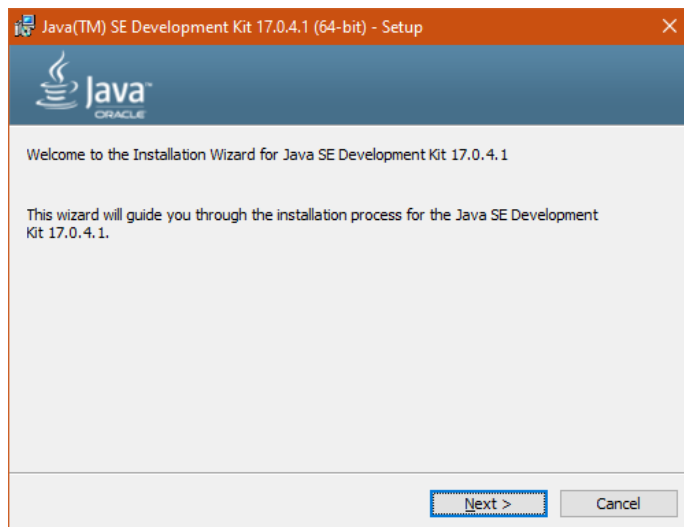 Java(TM) SE Development Kit 17.0.4.1 (64-bit) - Setup
Java™
ORACLE
Welcome to the Installation Wizard for Java SE Development Kit 17.0.4.1
This wizard will guide you through the installation process for the Java SE Development
Kit 17.0.4.1.
Next >
Cancel